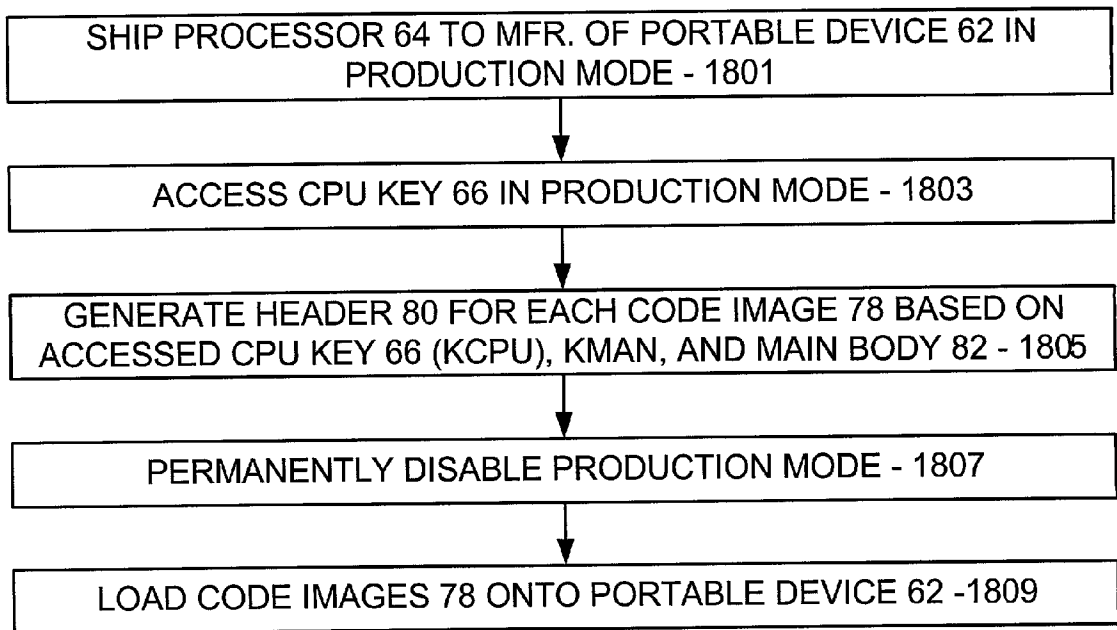 SHIP PROCESSOR 64 TO MFR. OF PORTABLE DEVICE 62 IN
PRODUCTION MODE - 1801
ACCESS CPU KEY 66 IN PRODUCTION MODE - 1803
GENERATE HEADER 80 FOR EACH CODE IMAGE 78 BASED ON
ACCESSED CPU KEY 66 (KCPU), KMAN, AND MAIN BODY 82 - 1805
PERMANENTLY DISABLE PRODUCTION MODE - 1807
LOAD CODE IMAGES 78 ONTO PORTABLE DEVICE 62 -1809